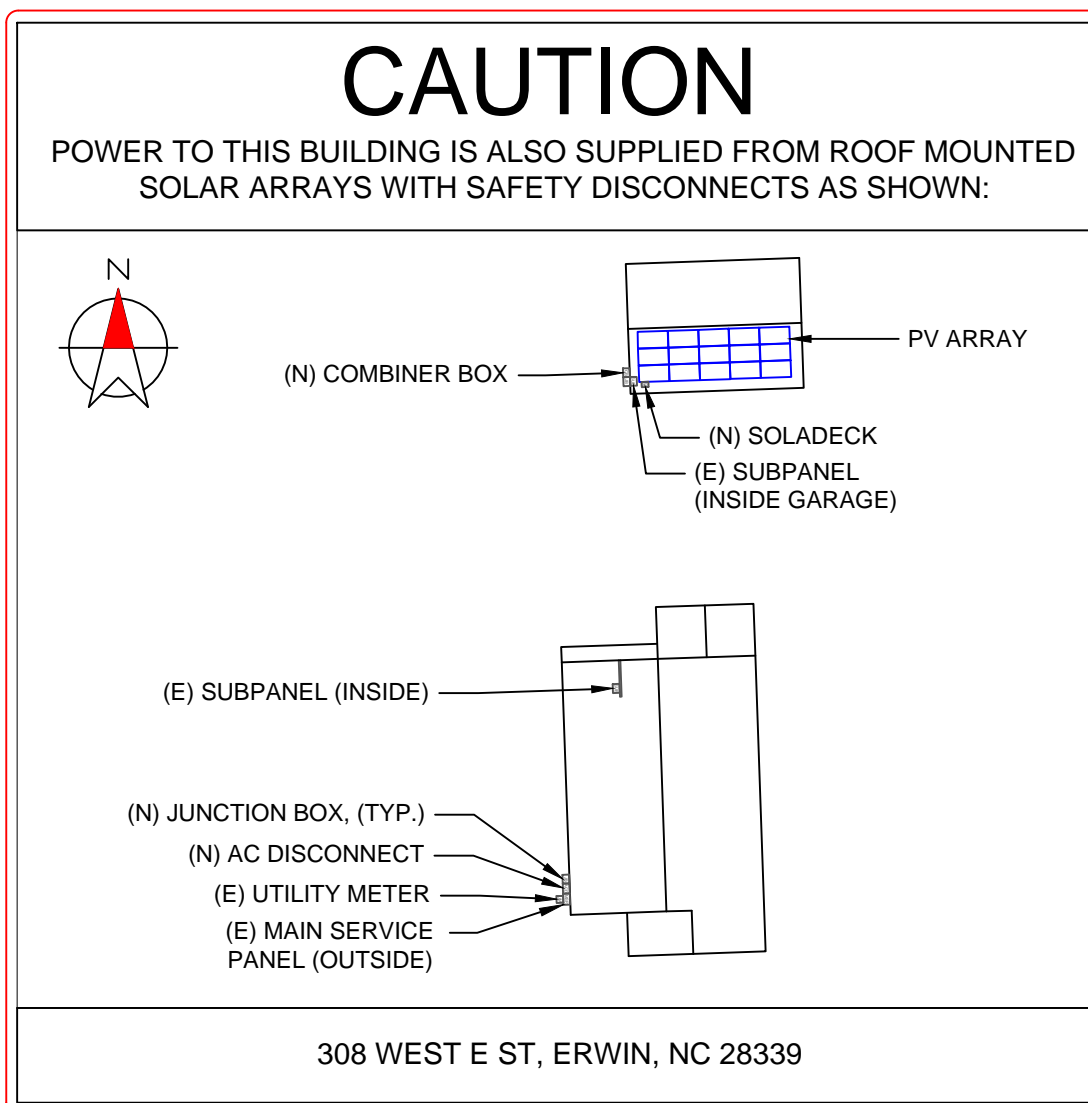 CAUTION
POWER TO THIS BUILDING IS ALSO SUPPLIED FROM ROOF MOUNTED
SOLAR ARRAYS WITH SAFETY DISCONNECTS AS SHOWN:
N
PV ARRAY
(N) COMBINER BOX
(N) SOLADECK
(E) SUBPANEL
(INSIDE GARAGE)
(E) SUBPANEL (INSIDE)
(N) JUNCTION BOX, (TYP.)
(N) AC DISCONNECT
(E) UTILITY METER
(E) MAIN SERVICE
PANEL (OUTSIDE)
308 WEST E ST, ERWIN, NC 28339